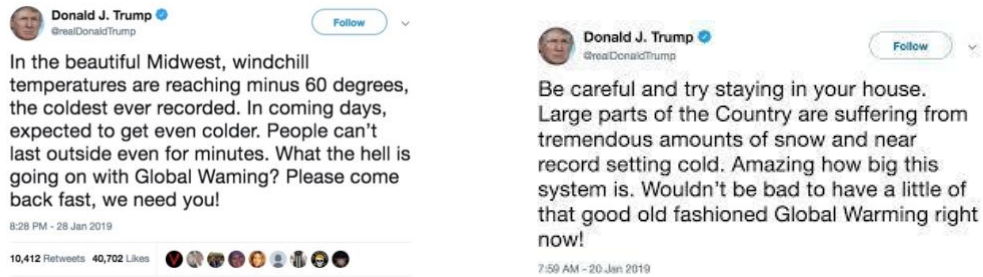 Donald J. Trump
@realDonaldTrump
Follow
In the beautiful Midwest, windchill
temperatures are reaching minus 60 degrees,
the coldest ever recorded. In coming days,
expected to get even colder. People can't
last outside even for minutes. What the hell is
going on with Global Waming? Please come
back fast, we need you!
8:28 PM - 28 Jan 2019
10,412 Retweets 40,702 Likes
Donald J. Trump
@realDonaldTrump
Follow
Be careful and try staying in your house.
Large parts of the Country are suffering from
tremendous amounts of snow and near
record setting cold. Amazing how big this
system is. Wouldn't be bad to have a little of
that good old fashioned Global Warming right
now!
7:59 AM - 20 Jan 2019